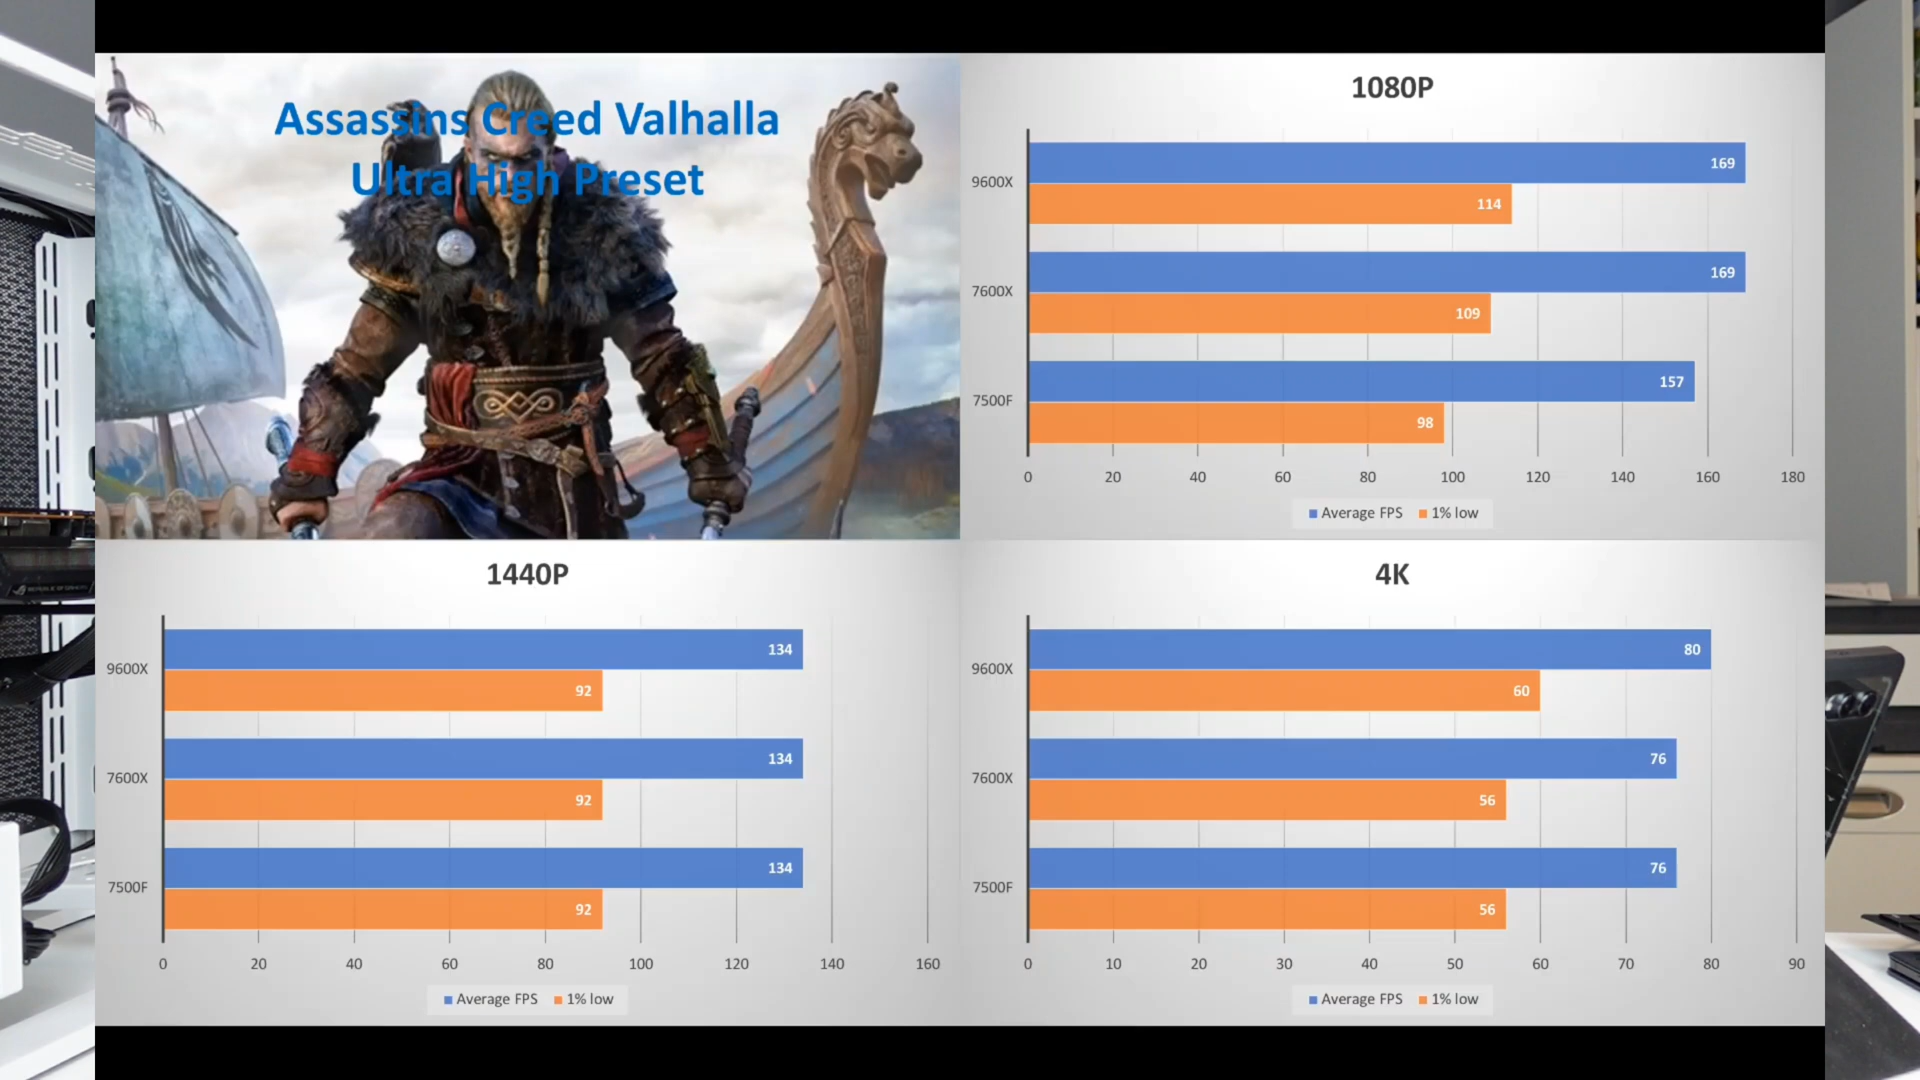 Assassins Creed Valhalla
Ultra High Preset
1080P
9600X
169
114
7600X
169
109
7500F
157
98
0 20 40 60 80 100 120 140 160 180
Average FPS 1% low
1440P
9600X
134
92
7600X
134
92
7500F
134
92
0 20 40 60 80 100 120 140 160
Average FPS 1% low
4K
9600X
80
60
7600X
76
56
7500F
76
56
0 10 20 30 40 50 60 70 80 90
Average FPS 1% low